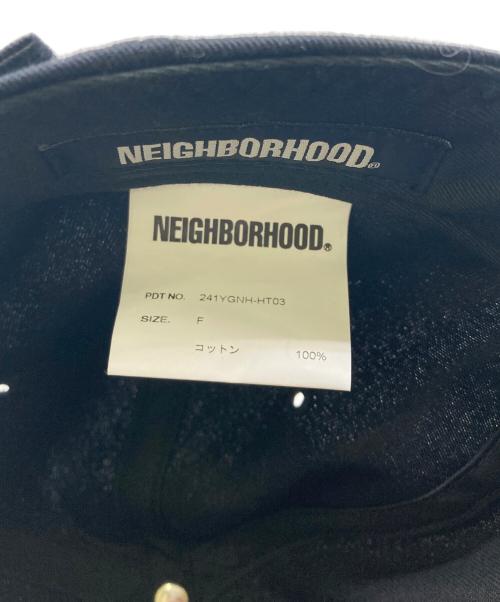 NEIGHBORHOOD®
NEIGHBORHOOD®
PDT NO. 241YGNH-HT03
SIZE. F
コットン 100%